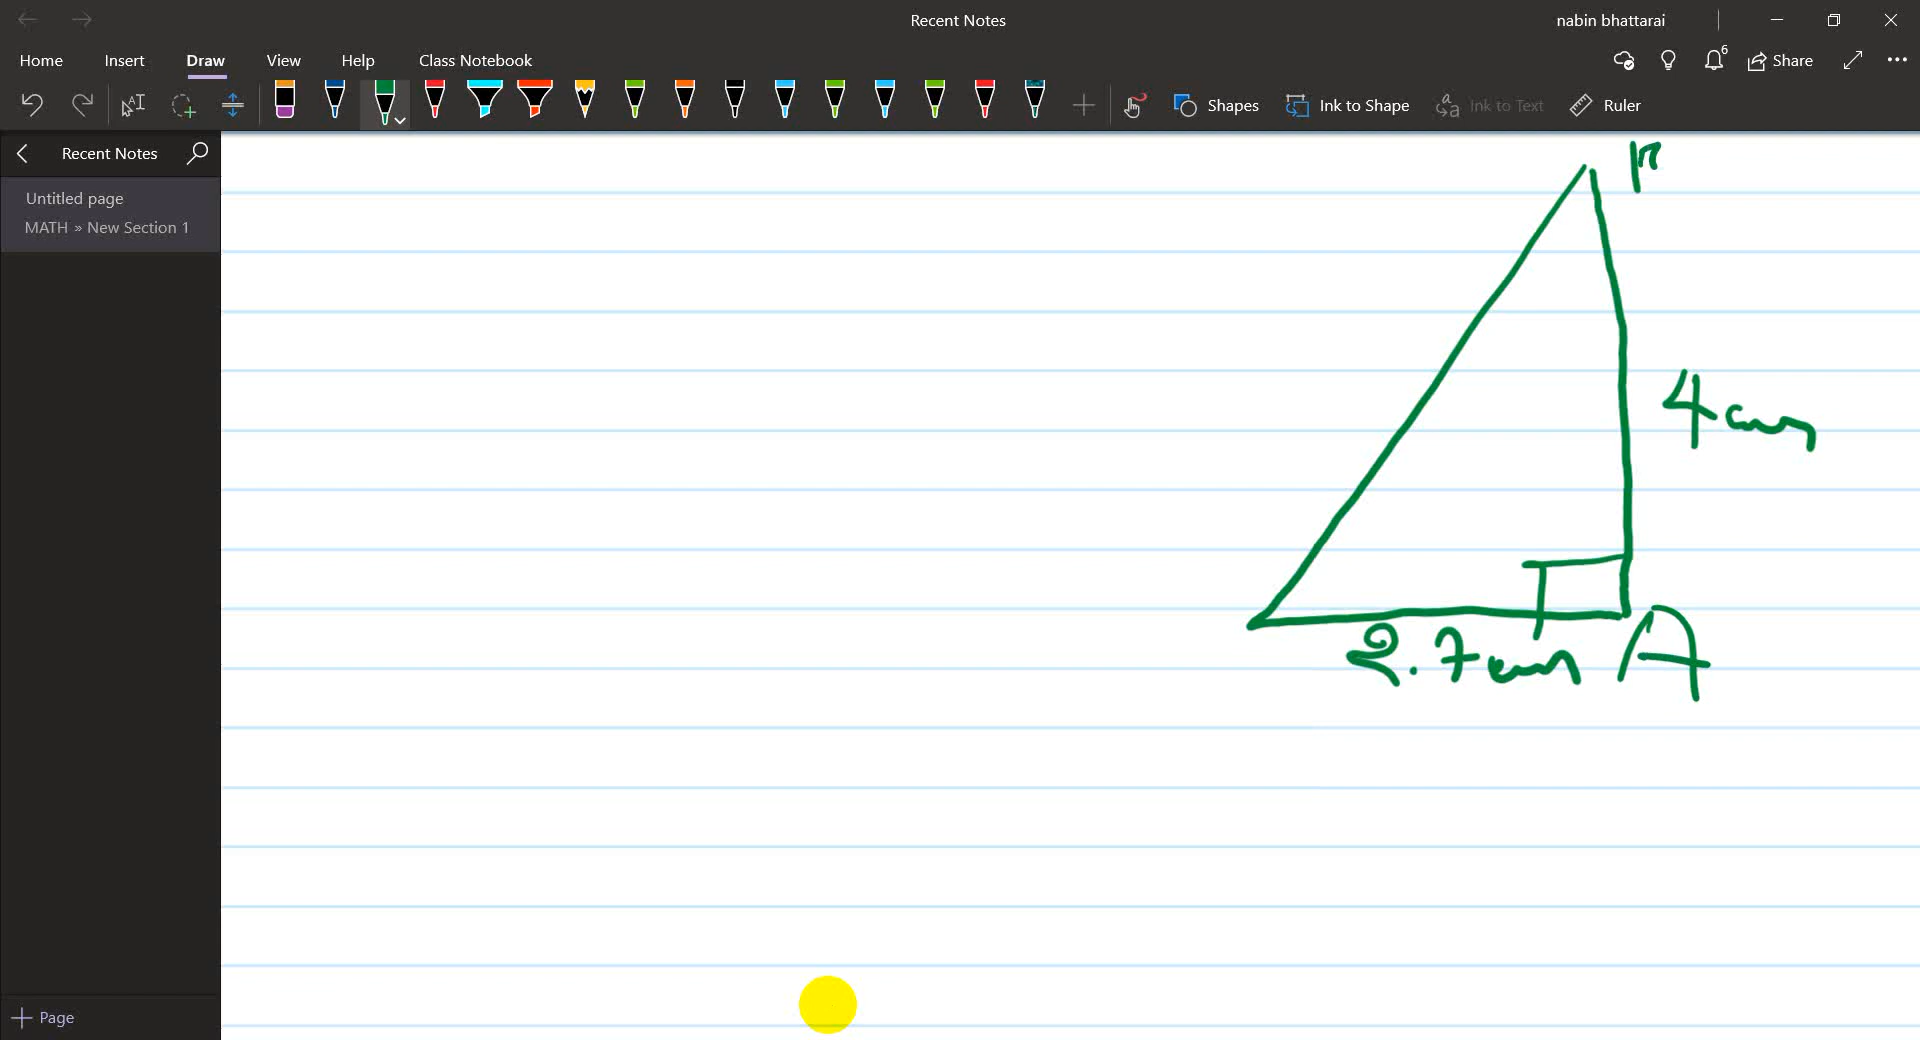 Recent Notes
nabin bhattarai
Home Insert Draw View Help Class Notebook
6
Share
Shapes
Ink to Shape
Ink to Text
Ruler
Recent Notes
Untitled page
MATH » New Section 1
4cm
2.7cm A
Page